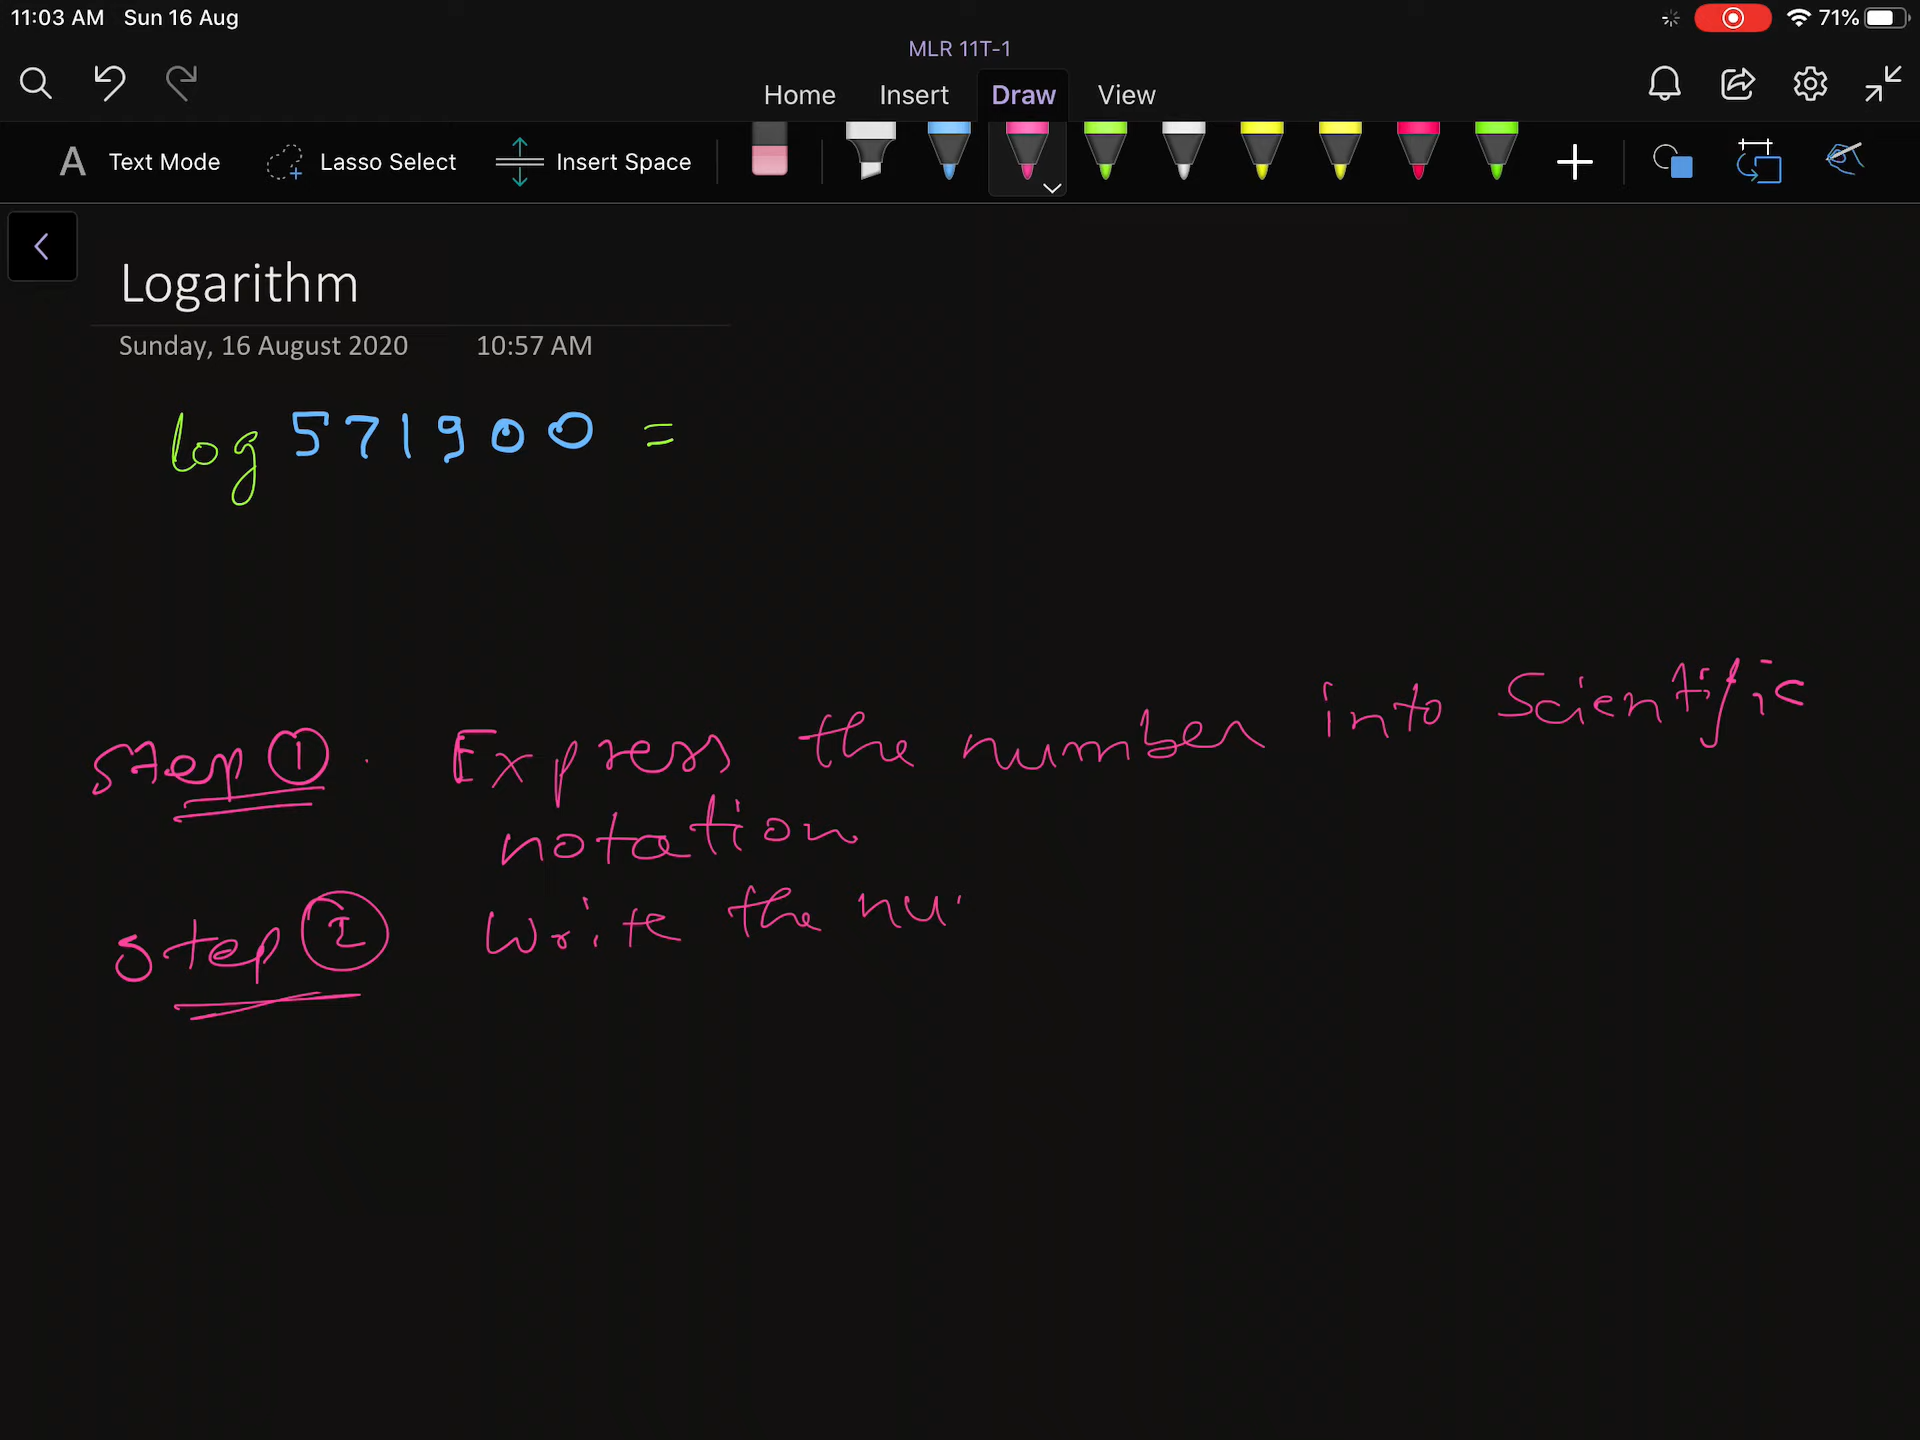 11:03 AM Sun 16 Aug 71%
MLR 11T-1
Home Insert Draw View
A Text Mode Lasso Select Insert Space
Logarithm
Sunday, 16 August 2020 10:57 AM
log 571900 =
Step 1 . Express the number into Scientific
notation
Step 2 Write the nu